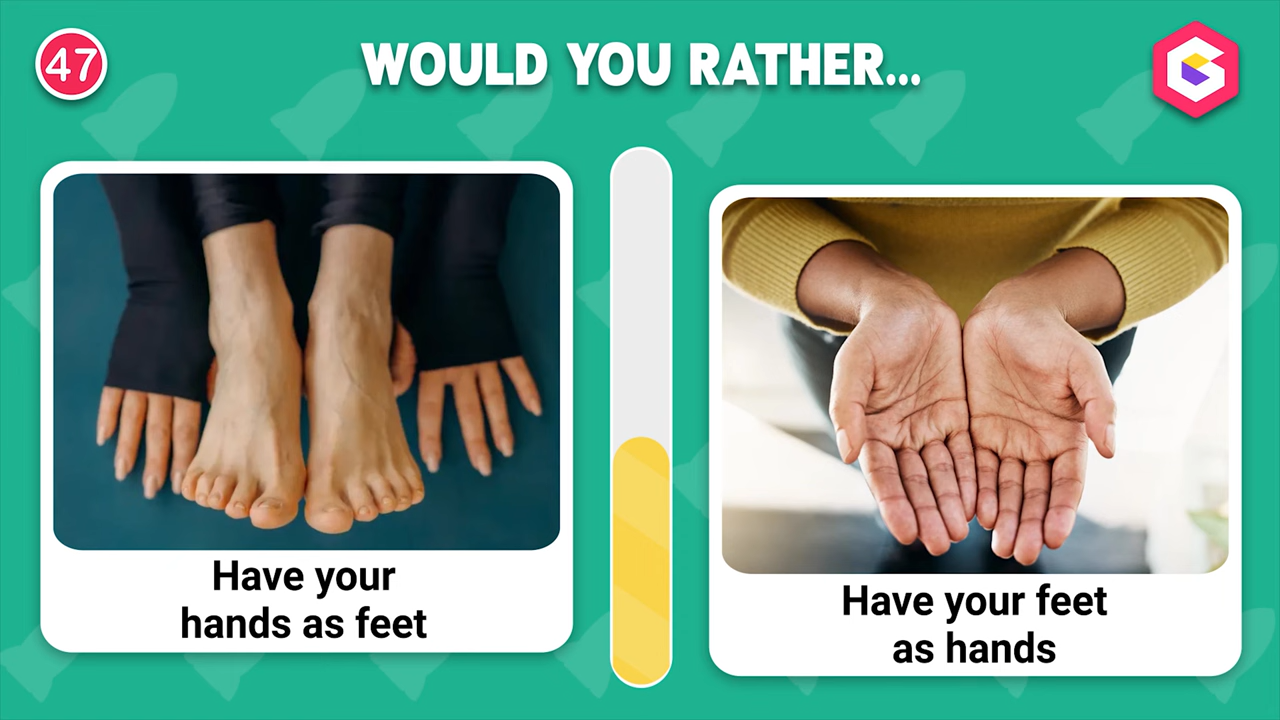 47
WOULD YOU RATHER...
Have your
hands as feet
Have your feet
as hands